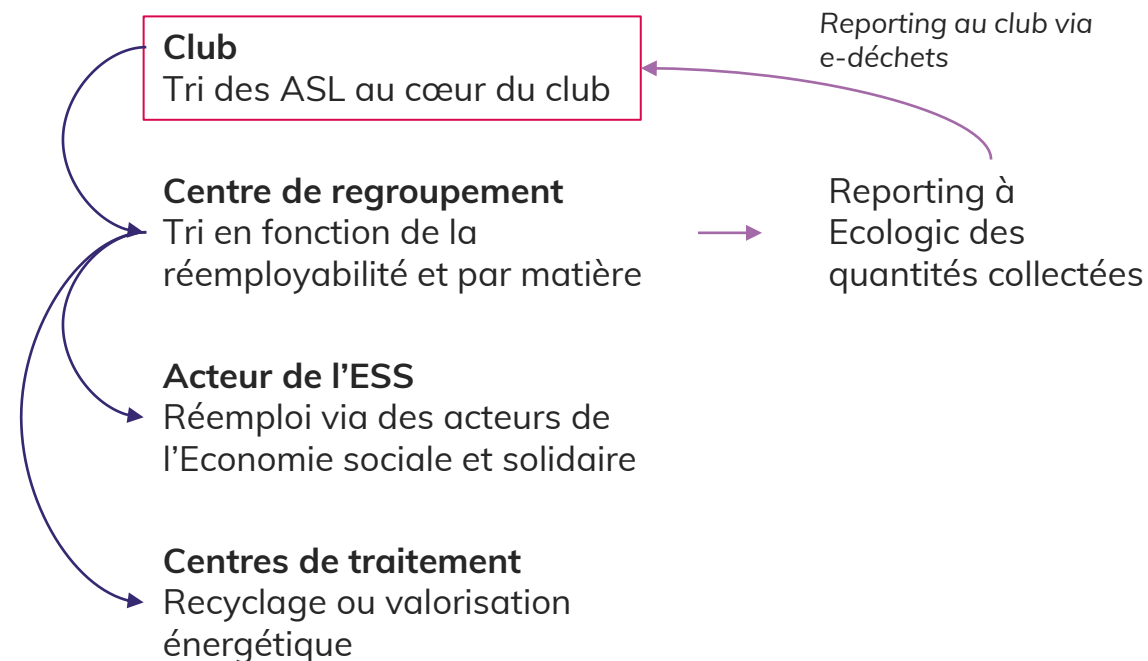 Club
Tri des ASL au cœur du club
Reporting au club via
e-déchets
Centre de regroupement
Tri en fonction de la
réemployabilité et par matière
Reporting à
Ecologic des
quantités collectées
Acteur de l’ESS
Réemploi via des acteurs de
l’Economie sociale et solidaire
Centres de traitement
Recyclage ou valorisation
énergétique